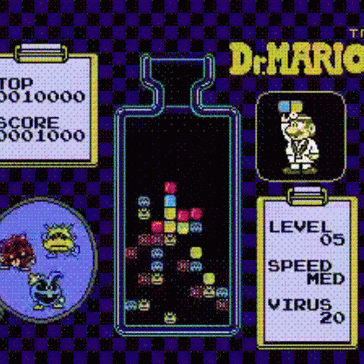 TM
Dr. MARIO
TOP
0010000
SCORE
0001000
LEVEL
05
SPEED
MED
VIRUS
20